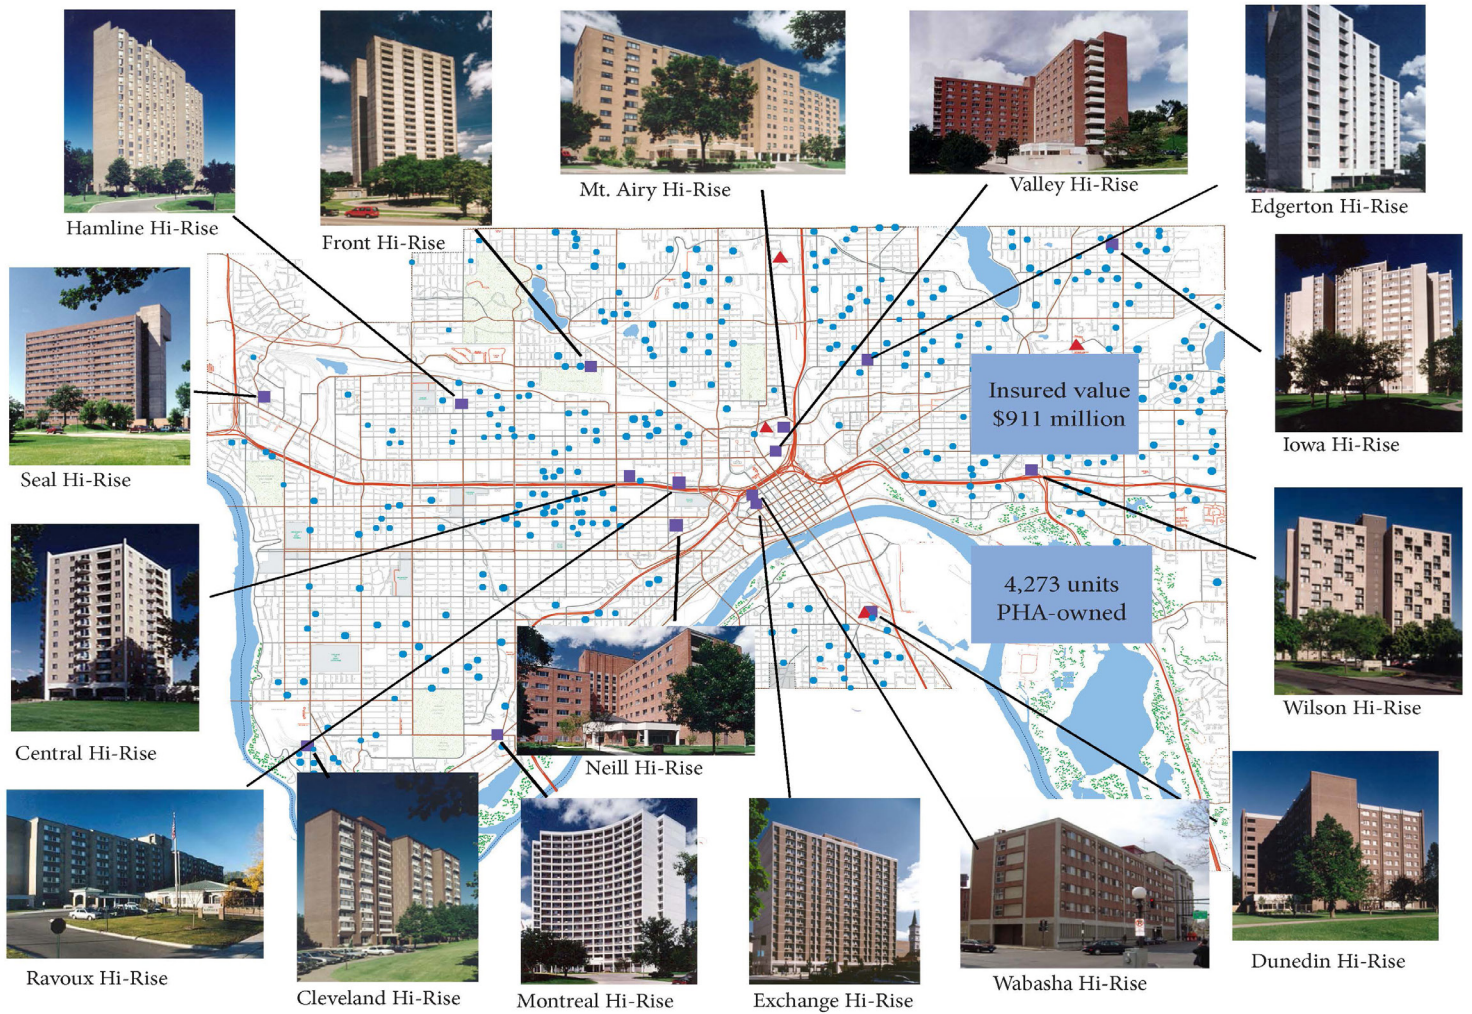 Hamline Hi-Rise
Front Hi-Rise
Mt. Airy Hi-Rise
Valley Hi-Rise
Edgerton Hi-Rise
Seal Hi-Rise
Iowa Hi-Rise
Insured value
$911 million
Central Hi-Rise
4,273 units
PHA-owned
Wilson Hi-Rise
Neill Hi-Rise
Ravoux Hi-Rise
Cleveland Hi-Rise
Montreal Hi-Rise
Exchange Hi-Rise
Wabasha Hi-Rise
Dunedin Hi-Rise